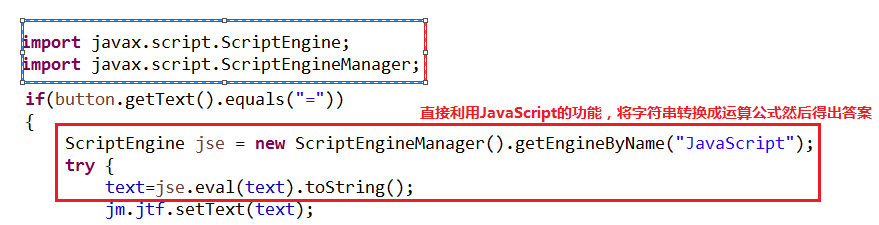 import javax.script.ScriptEngine;
import javax.script.ScriptEngineManager;
if(button.getText().equals("="))
{
直接利用JavaScript的功能，将字符串转换成运算公式然后得出答案
ScriptEngine jse = new ScriptEngineManager().getEngineByName("JavaScript");
try {
text=jse.eval(text).toString();
jm.jtf.setText(text);